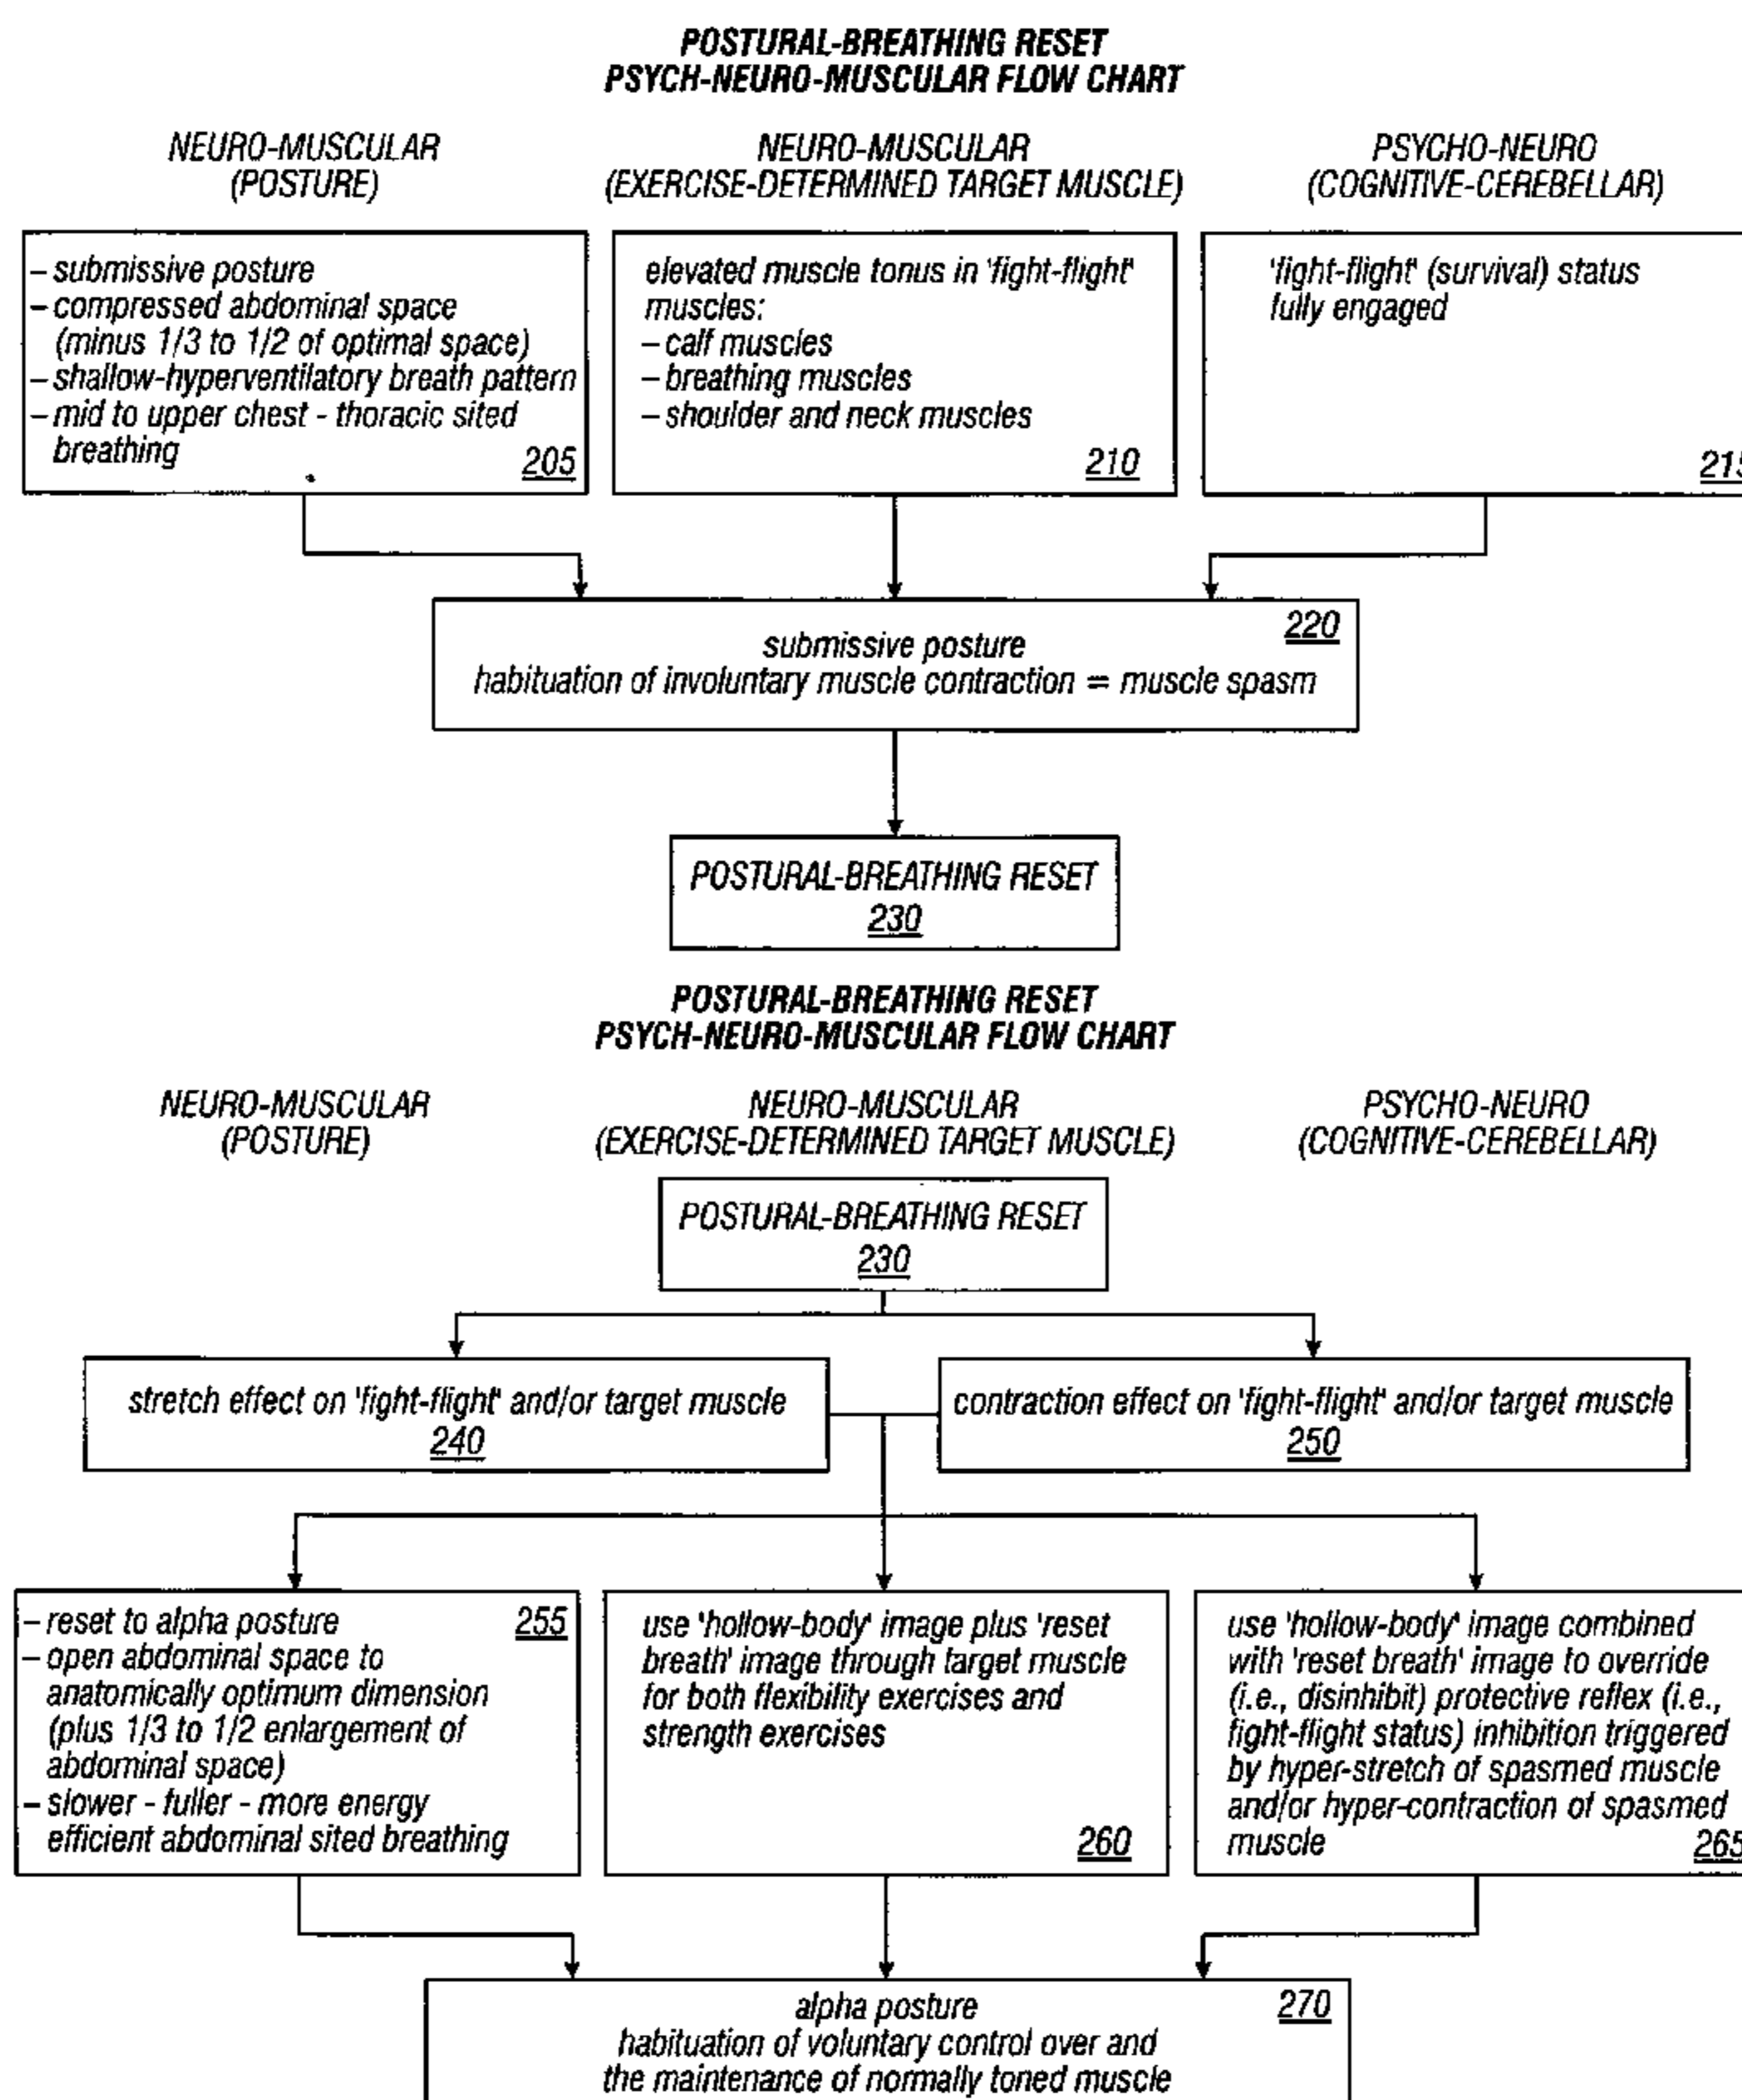 POSTURAL-BREATHING RESET
PSYCH-NEURO-MUSCULAR FLOW CHART
NEURO-MUSCULAR
(POSTURE)
NEURO-MUSCULAR
(EXERCISE-DETERMINED TARGET MUSCLE)
PSYCHO-NEURO
(COGNITIVE-CEREBELLAR)
– submissive posture
– compressed abdominal space
(minus 1/3 to 1/2 of optimal space)
– shallow-hyperventilatory breath pattern
– mid to upper chest - thoracic sited
breathing
205
elevated muscle tonus in 'fight-flight'
muscles:
– calf muscles
– breathing muscles
– shoulder and neck muscles
210
'fight-flight' (survival) status
fully engaged
215
220
submissive posture
habituation of involuntary muscle contraction = muscle spasm
POSTURAL-BREATHING RESET
230
POSTURAL-BREATHING RESET
PSYCH-NEURO-MUSCULAR FLOW CHART
NEURO-MUSCULAR
(POSTURE)
NEURO-MUSCULAR
(EXERCISE-DETERMINED TARGET MUSCLE)
PSYCHO-NEURO
(COGNITIVE-CEREBELLAR)
POSTURAL-BREATHING RESET
230
stretch effect on 'fight-flight' and/or target muscle
240
contraction effect on 'fight-flight' and/or target muscle
250
– reset to alpha posture 255
– open abdominal space to
anatomically optimum dimension
(plus 1/3 to 1/2 enlargement of
abdominal space)
– slower - fuller - more energy
efficient abdominal sited breathing
use 'hollow-body' image plus 'reset
breath' image through target muscle
for both flexibility exercises and
strength exercises
260
use 'hollow-body' image combined
with 'reset breath' image to override
(i.e., disinhibit) protective reflex (i.e.,
fight-flight status) inhibition triggered
by hyper-stretch of spasmed muscle
and/or hyper-contraction of spasmed
muscle 265
alpha posture 270
habituation of voluntary control over and
the maintenance of normally toned muscle